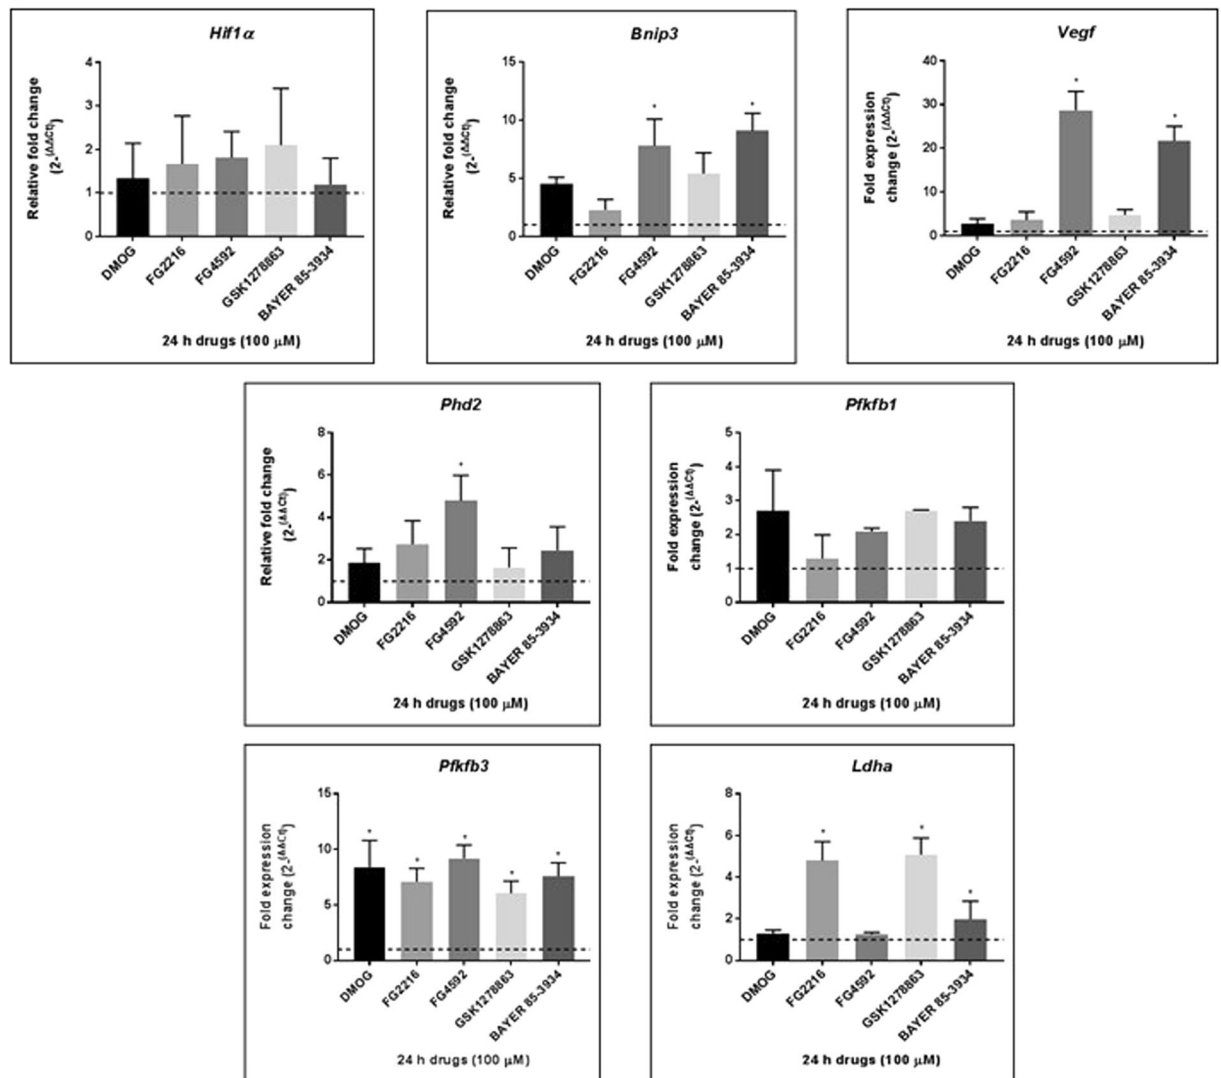 Hif1α
Relative fold change
(2-(ΔΔCt))
4
3
2
1
0
DMOG
FG2216
FG4592
GSK1278863
BAYER 85-3934
24 h drugs (100 μM)
Bnip3
Relative fold change
(2-(ΔΔCt))
15
10
5
0
*
*
DMOG
FG2216
FG4592
GSK1278863
BAYER 85-3934
24 h drugs (100 μM)
Vegf
Fold expression
change (2-(ΔΔCt))
40
30
20
10
0
*
*
DMOG
FG2216
FG4592
GSK1278863
BAYER 85-3934
24 h drugs (100 μM)
Phd2
Relative fold change
(2-(ΔΔCt))
8
6
4
2
0
*
DMOG
FG2216
FG4592
GSK1278863
BAYER 85-3934
24 h drugs (100 μM)
Pfkfb1
Fold expression
change (2-(ΔΔCt))
5
4
3
2
1
0
DMOG
FG2216
FG4592
GSK1278863
BAYER 85-3934
24 h drugs (100 μM)
Pfkfb3
Fold expression
change (2-(ΔΔCt))
15
10
5
0
*
*
*
*
*
DMOG
FG2216
FG4592
GSK1278863
BAYER 85-3934
24 h drugs (100 μM)
Ldha
Fold expression
change (2-(ΔΔCt))
8
6
4
2
0
*
*
*
DMOG
FG2216
FG4592
GSK1278863
BAYER 85-3934
24 h drugs (100 μM)